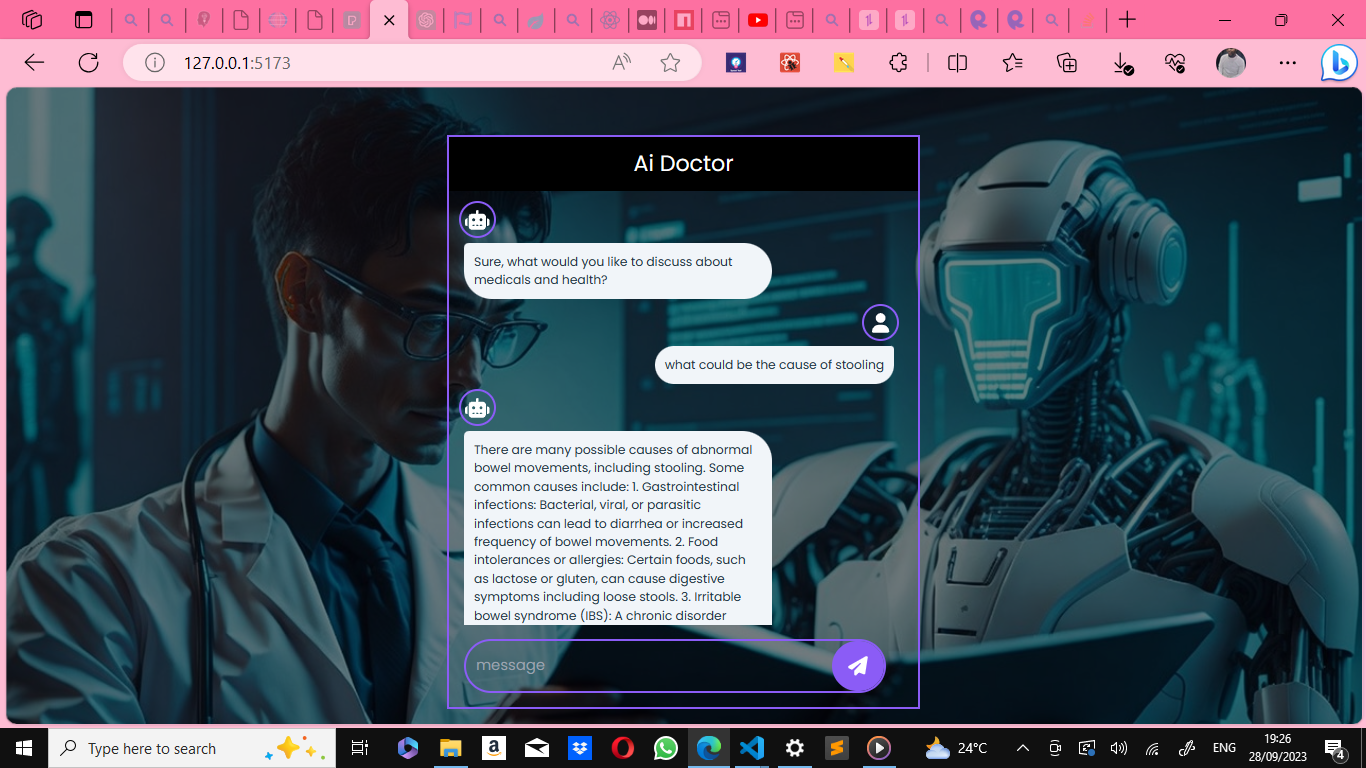 127.0.0.1:5173
Ai Doctor
Sure, what would you like to discuss about
medicals and health?
what could be the cause of stooling
There are many possible causes of abnormal
bowel movements, including stooling. Some
common causes include: 1. Gastrointestinal
infections: Bacterial, viral, or parasitic
infections can lead to diarrhea or increased
frequency of bowel movements. 2. Food
intolerances or allergies: Certain foods, such
as lactose or gluten, can cause digestive
symptoms including loose stools. 3. Irritable
bowel syndrome (IBS): A chronic disorder
message
Type here to search
24°C
ENG
19:26
28/09/2023
4